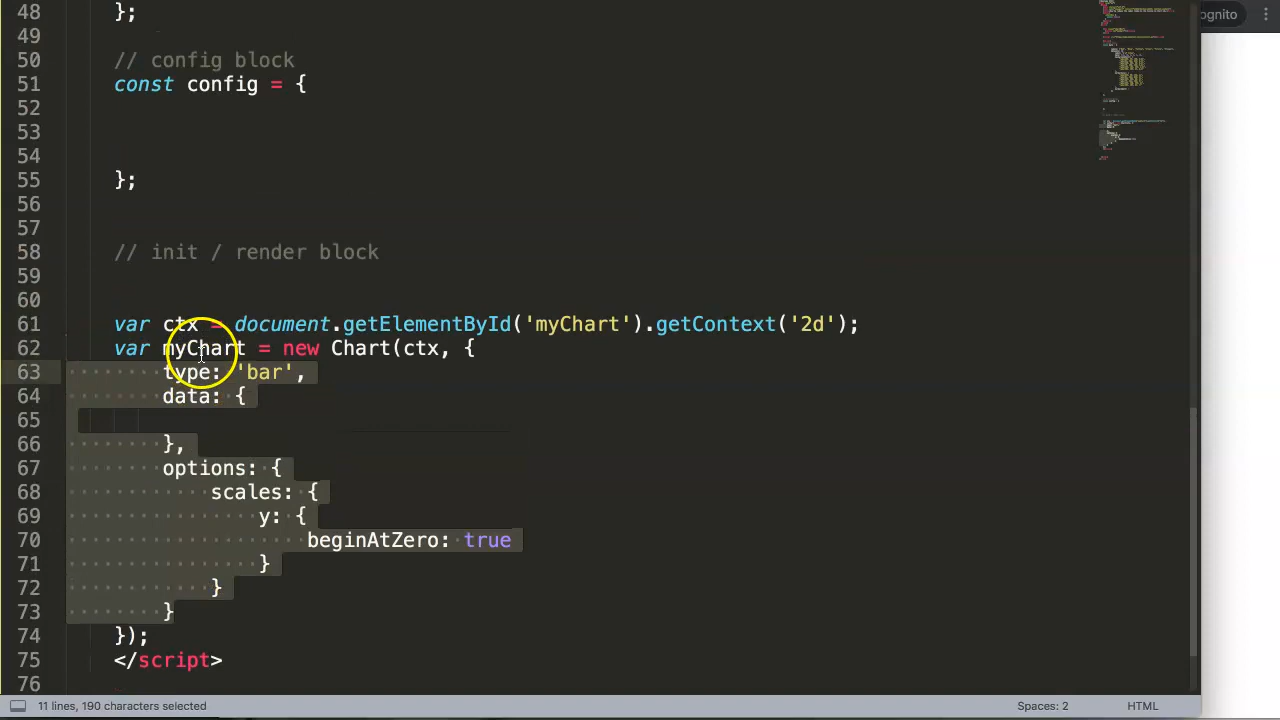 ognito
48 };
49
50 // config block
51 const config = {
52
53
54
55 };
56
57
58 // init / render block
59
60
61 var ctx = document.getElementById('myChart').getContext('2d');
62 var myChart = new Chart(ctx, {
63 type: 'bar',
64 data: {
65
66 },
67 options: {
68 scales: {
69 y: {
70 beginAtZero: true
71 }
72 }
73 }
74 });
75 </script>
76
11 lines, 190 characters selected Spaces: 2 HTML